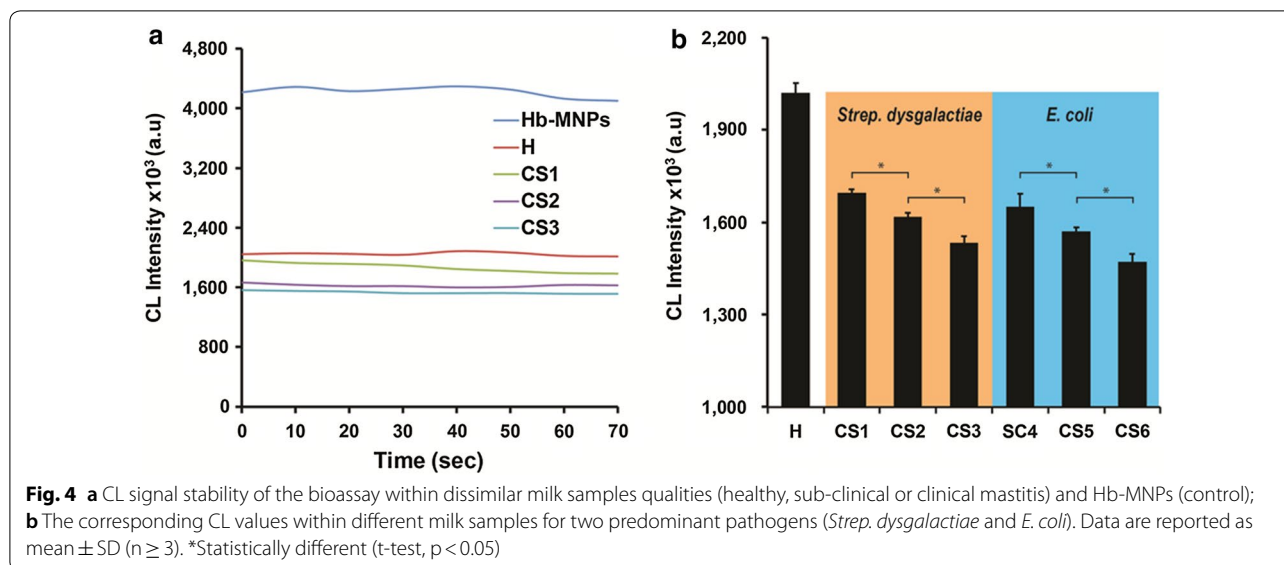 a
4,800
4,000
3,200
2,400
1,600
800
0
CL Intensity x10³ (a.u)
Hb-MNPs
H
CS1
CS2
CS3
0 10 20 30 40 50 60 70
Time (sec)
b
2,200
1,900
1,600
1,300
1,000
CL Intensity x10³ (a.u)
Strep. dysgalactiae E. coli
* *
* *
H CS1 CS2 CS3 SC4 CS5 CS6
Fig. 4 a CL signal stability of the bioassay within dissimilar milk samples qualities (healthy, sub-clinical or clinical mastitis) and Hb-MNPs (control);
b The corresponding CL values within different milk samples for two predominant pathogens (Strep. dysgalactiae and E. coli). Data are reported as
mean ± SD (n ≥ 3). *Statistically different (t-test, p < 0.05)